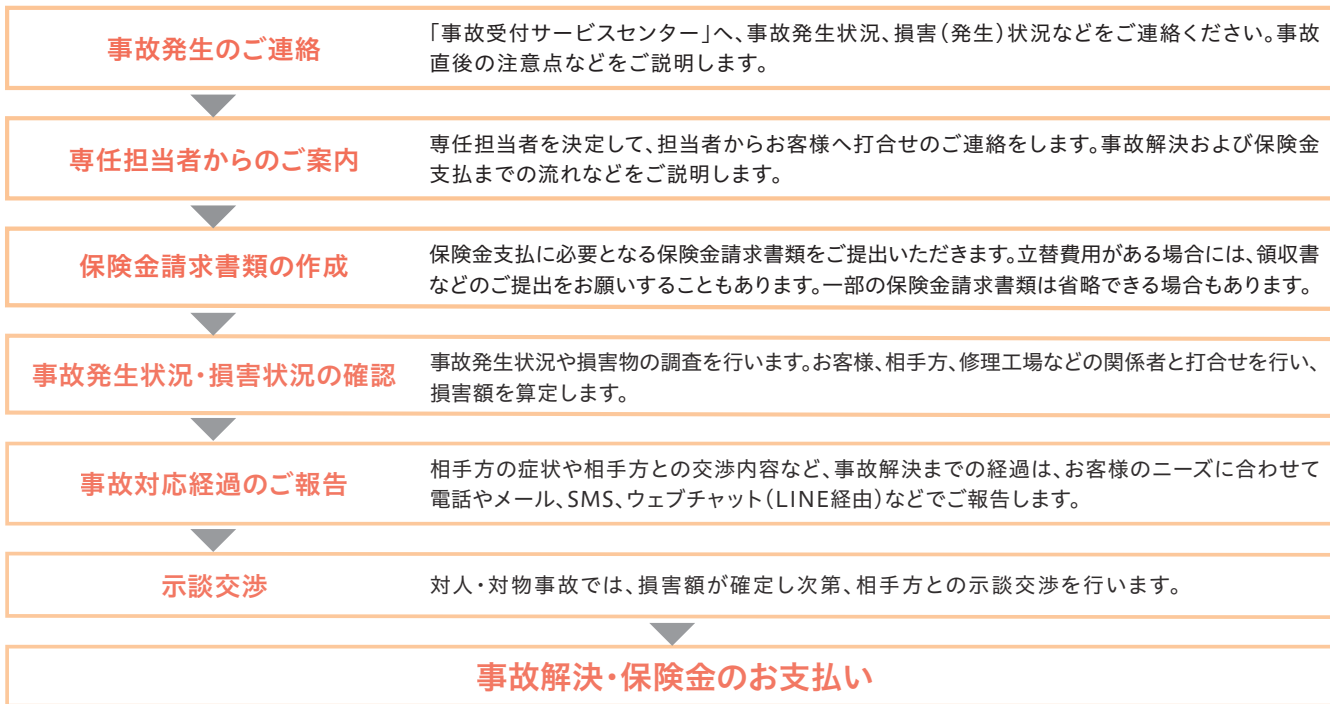 事故発生のご連絡
「事故受付サービスセンター」へ、事故発生状況、損害(発生)状況などをご連絡ください。事故
直後の注意点などをご説明します。
専任担当者からのご案内
専任担当者を決定して、担当者からお客様へ打合せのご連絡をします。事故解決および保険金
支払までの流れなどをご説明します。
保険金請求書類の作成
保険金支払に必要となる保険金請求書類をご提出いただきます。立替費用がある場合には、領収書
などのご提出をお願いすることもあります。一部の保険金請求書類は省略できる場合もあります。
事故発生状況・損害状況の確認
事故発生状況や損害物の調査を行います。お客様、相手方、修理工場などの関係者と打合せを行い、
損害額を算定します。
事故対応経過のご報告
相手方の症状や相手方との交渉内容など、事故解決までの経過は、お客様のニーズに合わせて
電話やメール、SMS、ウェブチャット(LINE経由)などでご報告します。
示談交渉
対人・対物事故では、損害額が確定し次第、相手方との示談交渉を行います。
事故解決・保険金のお支払い